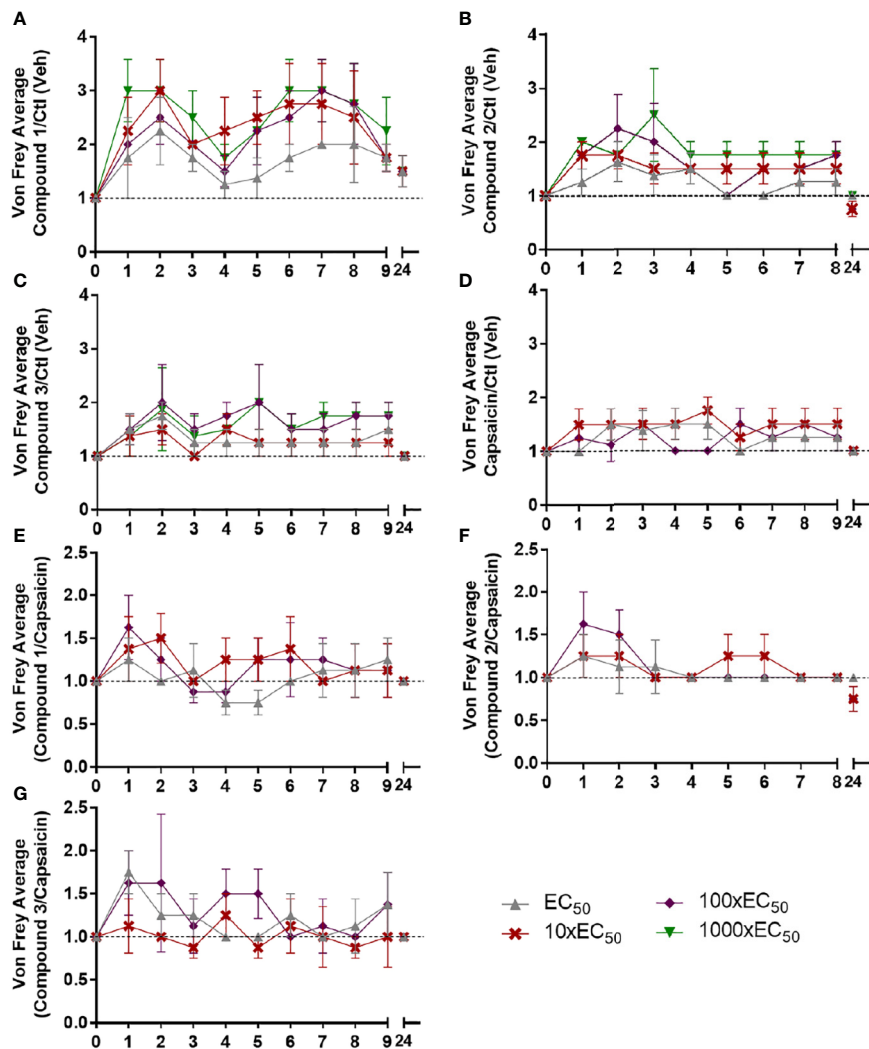 A
Von Frey Average
Compound 1/Ctl (Veh)
4
3
2
1
0
0 1 2 3 4 5 6 7 8 9 24
B
Von Frey Average
Compound 2/Ctl (Veh)
4
3
2
1
0
0 1 2 3 4 5 6 7 8 24
C
Von Frey Average
Compound 3/Ctl (Veh)
4
3
2
1
0
0 1 2 3 4 5 6 7 8 9 24
D
Von Frey Average
Capsaicin/Ctl (Veh)
4
3
2
1
0
0 1 2 3 4 5 6 7 8 9 24
E
Von Frey Average
(Compound 1/Capsaicin)
2.5
2.0
1.5
1.0
0.5
0.0
0 1 2 3 4 5 6 7 8 9 24
F
Von Frey Average
(Compound 2/Capsaicin)
2.5
2.0
1.5
1.0
0.5
0.0
0 1 2 3 4 5 6 7 8 24
G
Von Frey Average
(Compound 3/Capsaicin)
2.5
2.0
1.5
1.0
0.5
0.0
0 1 2 3 4 5 6 7 8 9 24
EC50
10xEC50
100xEC50
1000xEC50